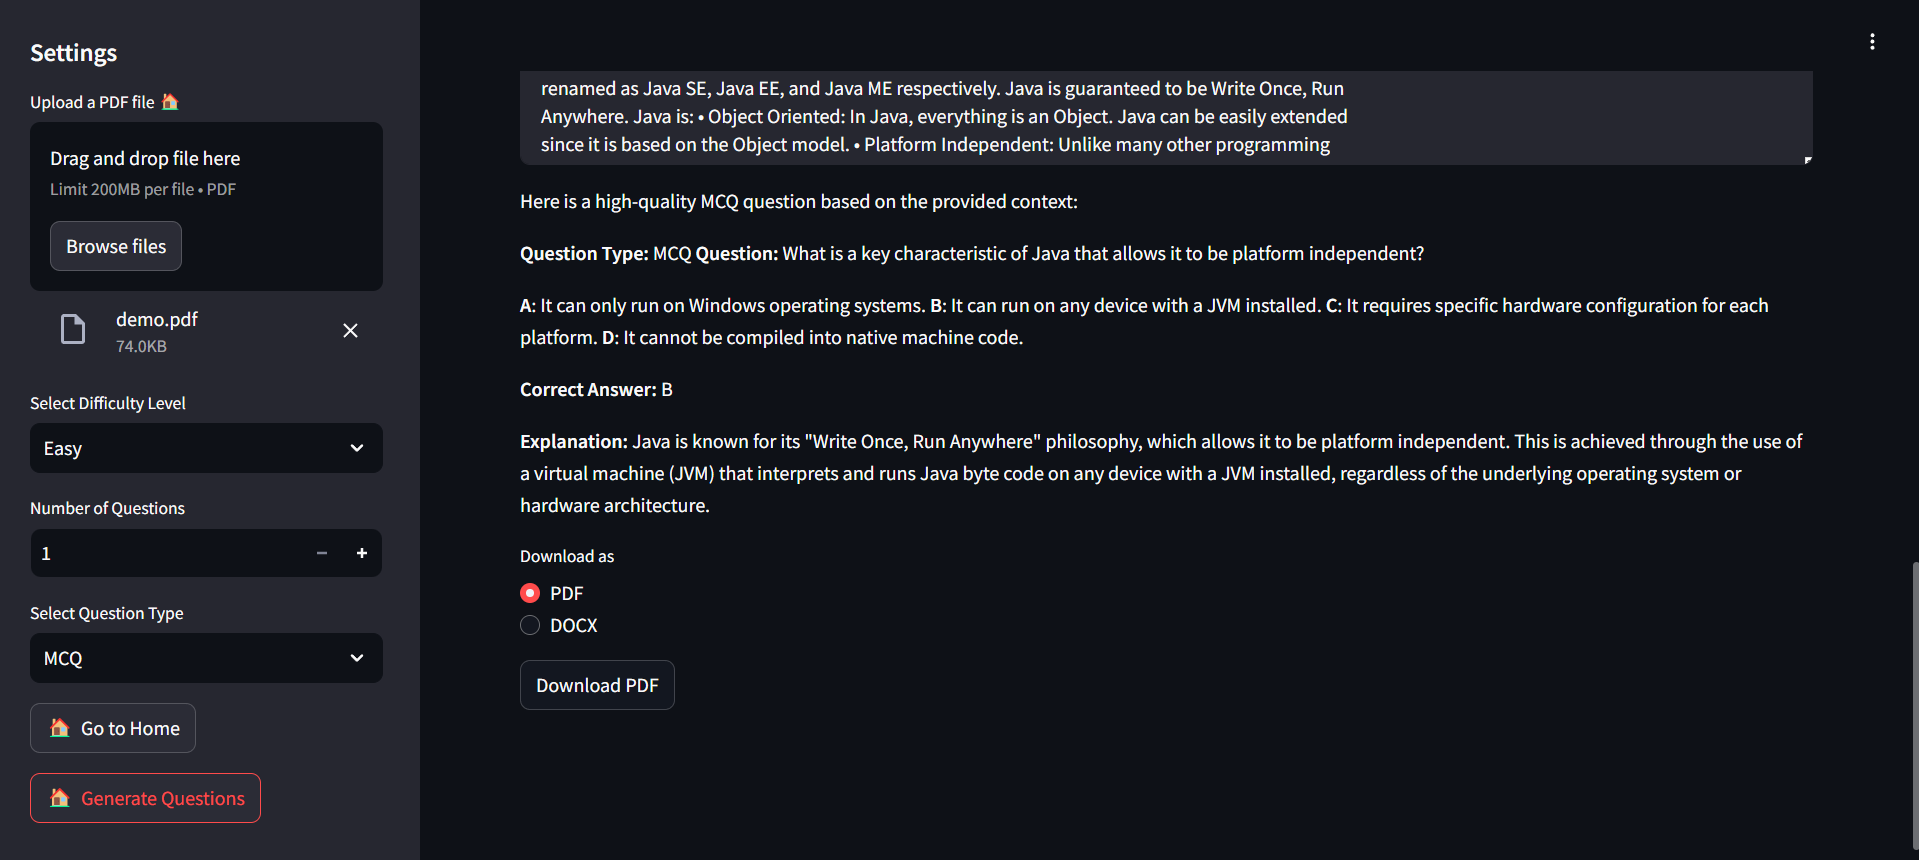 Settings
Upload a PDF file
Drag and drop file here
Limit 200MB per file • PDF
Browse files
demo.pdf
74.0KB
Select Difficulty Level
Easy
Number of Questions
1
Select Question Type
MCQ
Go to Home
Generate Questions
renamed as Java SE, Java EE, and Java ME respectively. Java is guaranteed to be Write Once, Run
Anywhere. Java is: • Object Oriented: In Java, everything is an Object. Java can be easily extended
since it is based on the Object model. • Platform Independent: Unlike many other programming
Here is a high-quality MCQ question based on the provided context:
Question Type: MCQ Question: What is a key characteristic of Java that allows it to be platform independent?
A: It can only run on Windows operating systems. B: It can run on any device with a JVM installed. C: It requires specific hardware configuration for each
platform. D: It cannot be compiled into native machine code.
Correct Answer: B
Explanation: Java is known for its "Write Once, Run Anywhere" philosophy, which allows it to be platform independent. This is achieved through the use of
a virtual machine (JVM) that interprets and runs Java byte code on any device with a JVM installed, regardless of the underlying operating system or
hardware architecture.
Download as
PDF
DOCX
Download PDF